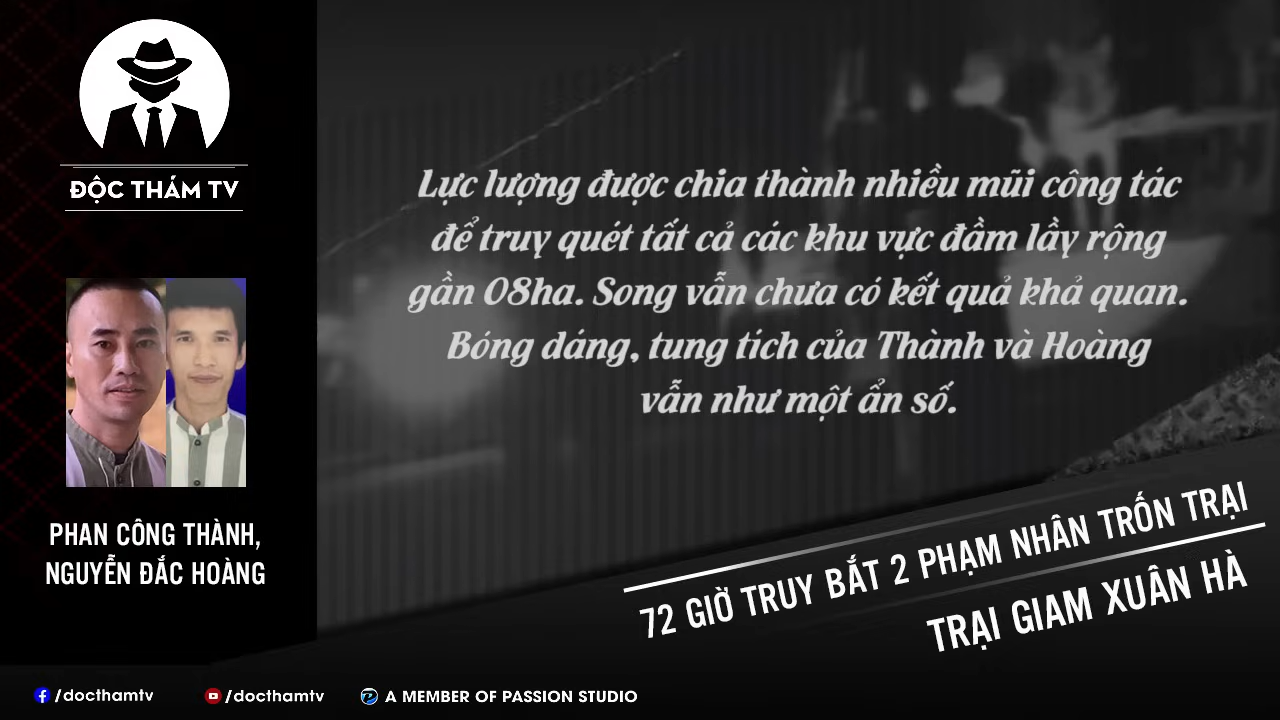 ĐỘC THÁM TV
PHAN CÔNG THÀNH,
NGUYỄN ĐẮC HOÀNG
Lực lượng được chia thành nhiều mũi công tác
để truy quét tất cả các khu vực đầm lầy rộng
gần 08ha. Song vẫn chưa có kết quả khả quan.
Bóng dáng, tung tích của Thành và Hoàng
vẫn như một ẩn số.
72 GIỜ TRUY BẮT 2 PHẠM NHÂN TRỐN TRẠI
TRẠI GIAM XUÂN HÀ
/docthamtv
/docthamtv
A MEMBER OF PASSION STUDIO